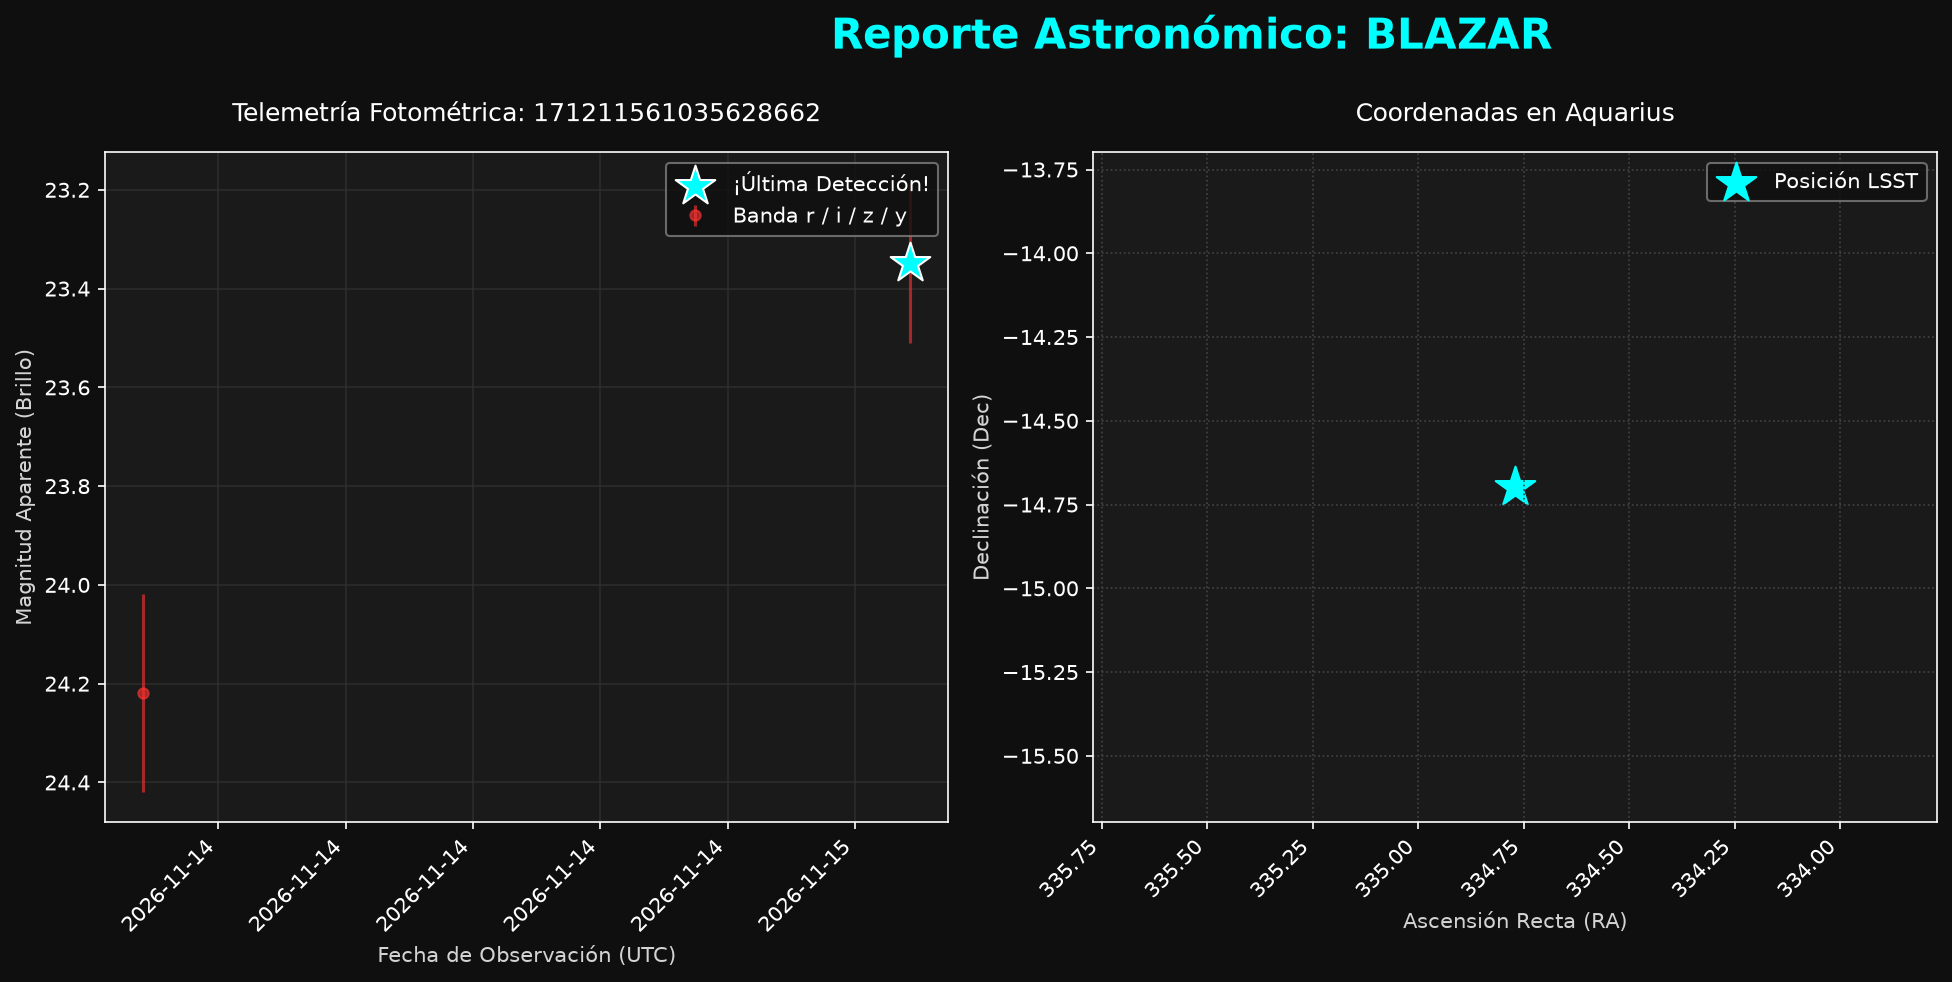 Reporte Astronómico: BLAZAR
Telemetría Fotométrica: 171211561035628662
¡Última Detección!
Banda r / i / z / y
Magnitud Aparente (Brillo)
23.2
23.4
23.6
23.8
24.0
24.2
24.4
2026-11-14
2026-11-14
2026-11-14
2026-11-14
2026-11-14
2026-11-15
Fecha de Observación (UTC)
Coordenadas en Aquarius
Posición LSST
Declinación (Dec)
−13.75
−14.00
−14.25
−14.50
−14.75
−15.00
−15.25
−15.50
335.75
335.50
335.25
335.00
334.75
334.50
334.25
334.00
Ascensión Recta (RA)